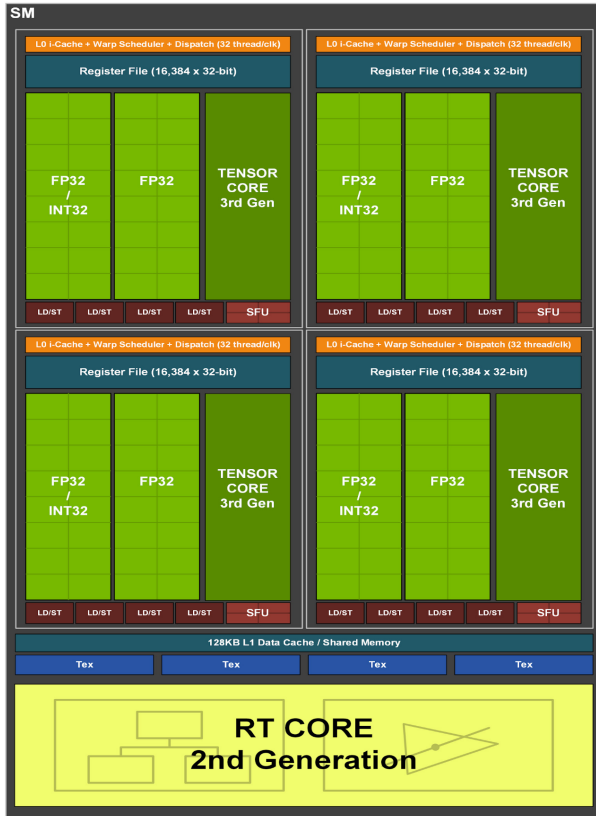 SM
L0 i-Cache + Warp Scheduler + Dispatch (32 thread/clk)
Register File (16,384 x 32-bit)
FP32
/
INT32
FP32
TENSOR
CORE
3rd Gen
LD/ST
LD/ST
LD/ST
LD/ST
SFU
L0 i-Cache + Warp Scheduler + Dispatch (32 thread/clk)
Register File (16,384 x 32-bit)
FP32
/
INT32
FP32
TENSOR
CORE
3rd Gen
LD/ST
LD/ST
LD/ST
LD/ST
SFU
L0 i-Cache + Warp Scheduler + Dispatch (32 thread/clk)
Register File (16,384 x 32-bit)
FP32
/
INT32
FP32
TENSOR
CORE
3rd Gen
LD/ST
LD/ST
LD/ST
LD/ST
SFU
L0 i-Cache + Warp Scheduler + Dispatch (32 thread/clk)
Register File (16,384 x 32-bit)
FP32
/
INT32
FP32
TENSOR
CORE
3rd Gen
LD/ST
LD/ST
LD/ST
LD/ST
SFU
128KB L1 Data Cache / Shared Memory
Tex
Tex
Tex
Tex
RT CORE
2nd Generation